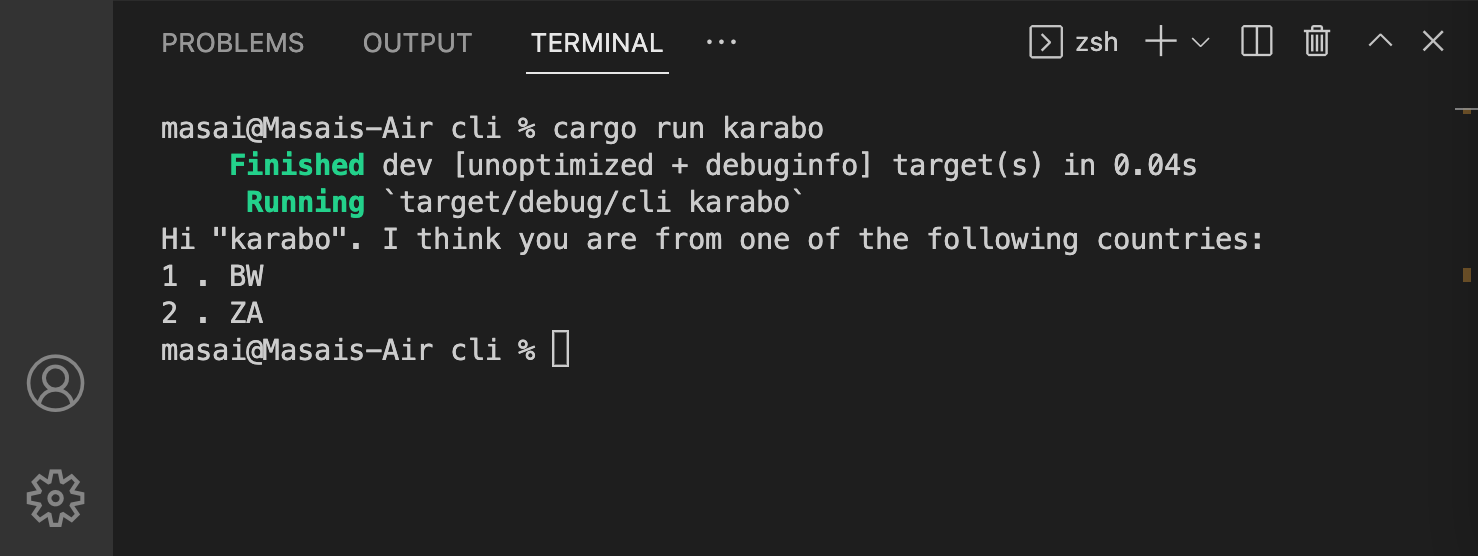 PROBLEMS OUTPUT TERMINAL ... zsh
masai@Masais-Air cli % cargo run karabo
Finished dev [unoptimized + debuginfo] target(s) in 0.04s
Running `target/debug/cli karabo`
Hi "karabo". I think you are from one of the following countries:
1 . BW
2 . ZA
masai@Masais-Air cli %